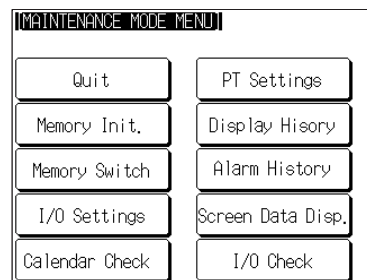 [MAINTENANCE MODE MENU]
Quit
PT Settings
Memory Init.
Display Hisory
Memory Switch
Alarm History
I/O Settings
Screen Data Disp.
Calendar Check
I/O Check